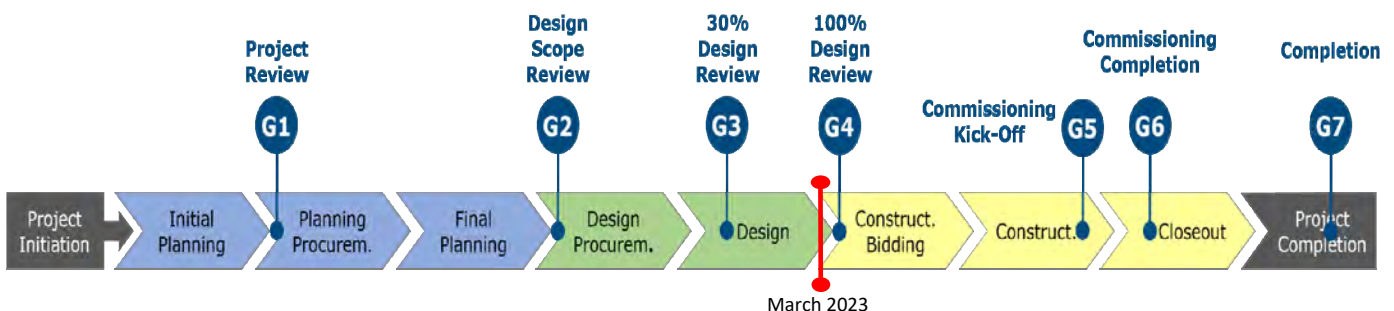 Project
Review
Design
Scope
Review
30%
Design
Review
100%
Design
Review
Commissioning
Kick-Off
Commissioning
Completion
Completion
G1
G2
G3
G4
G5
G6
G7
Project
Initiation
Initial
Planning
Planning
Procurem.
Final
Planning
Design
Procurem.
Design
Construct.
Bidding
Construct.
Closeout
Project
Completion
March 2023